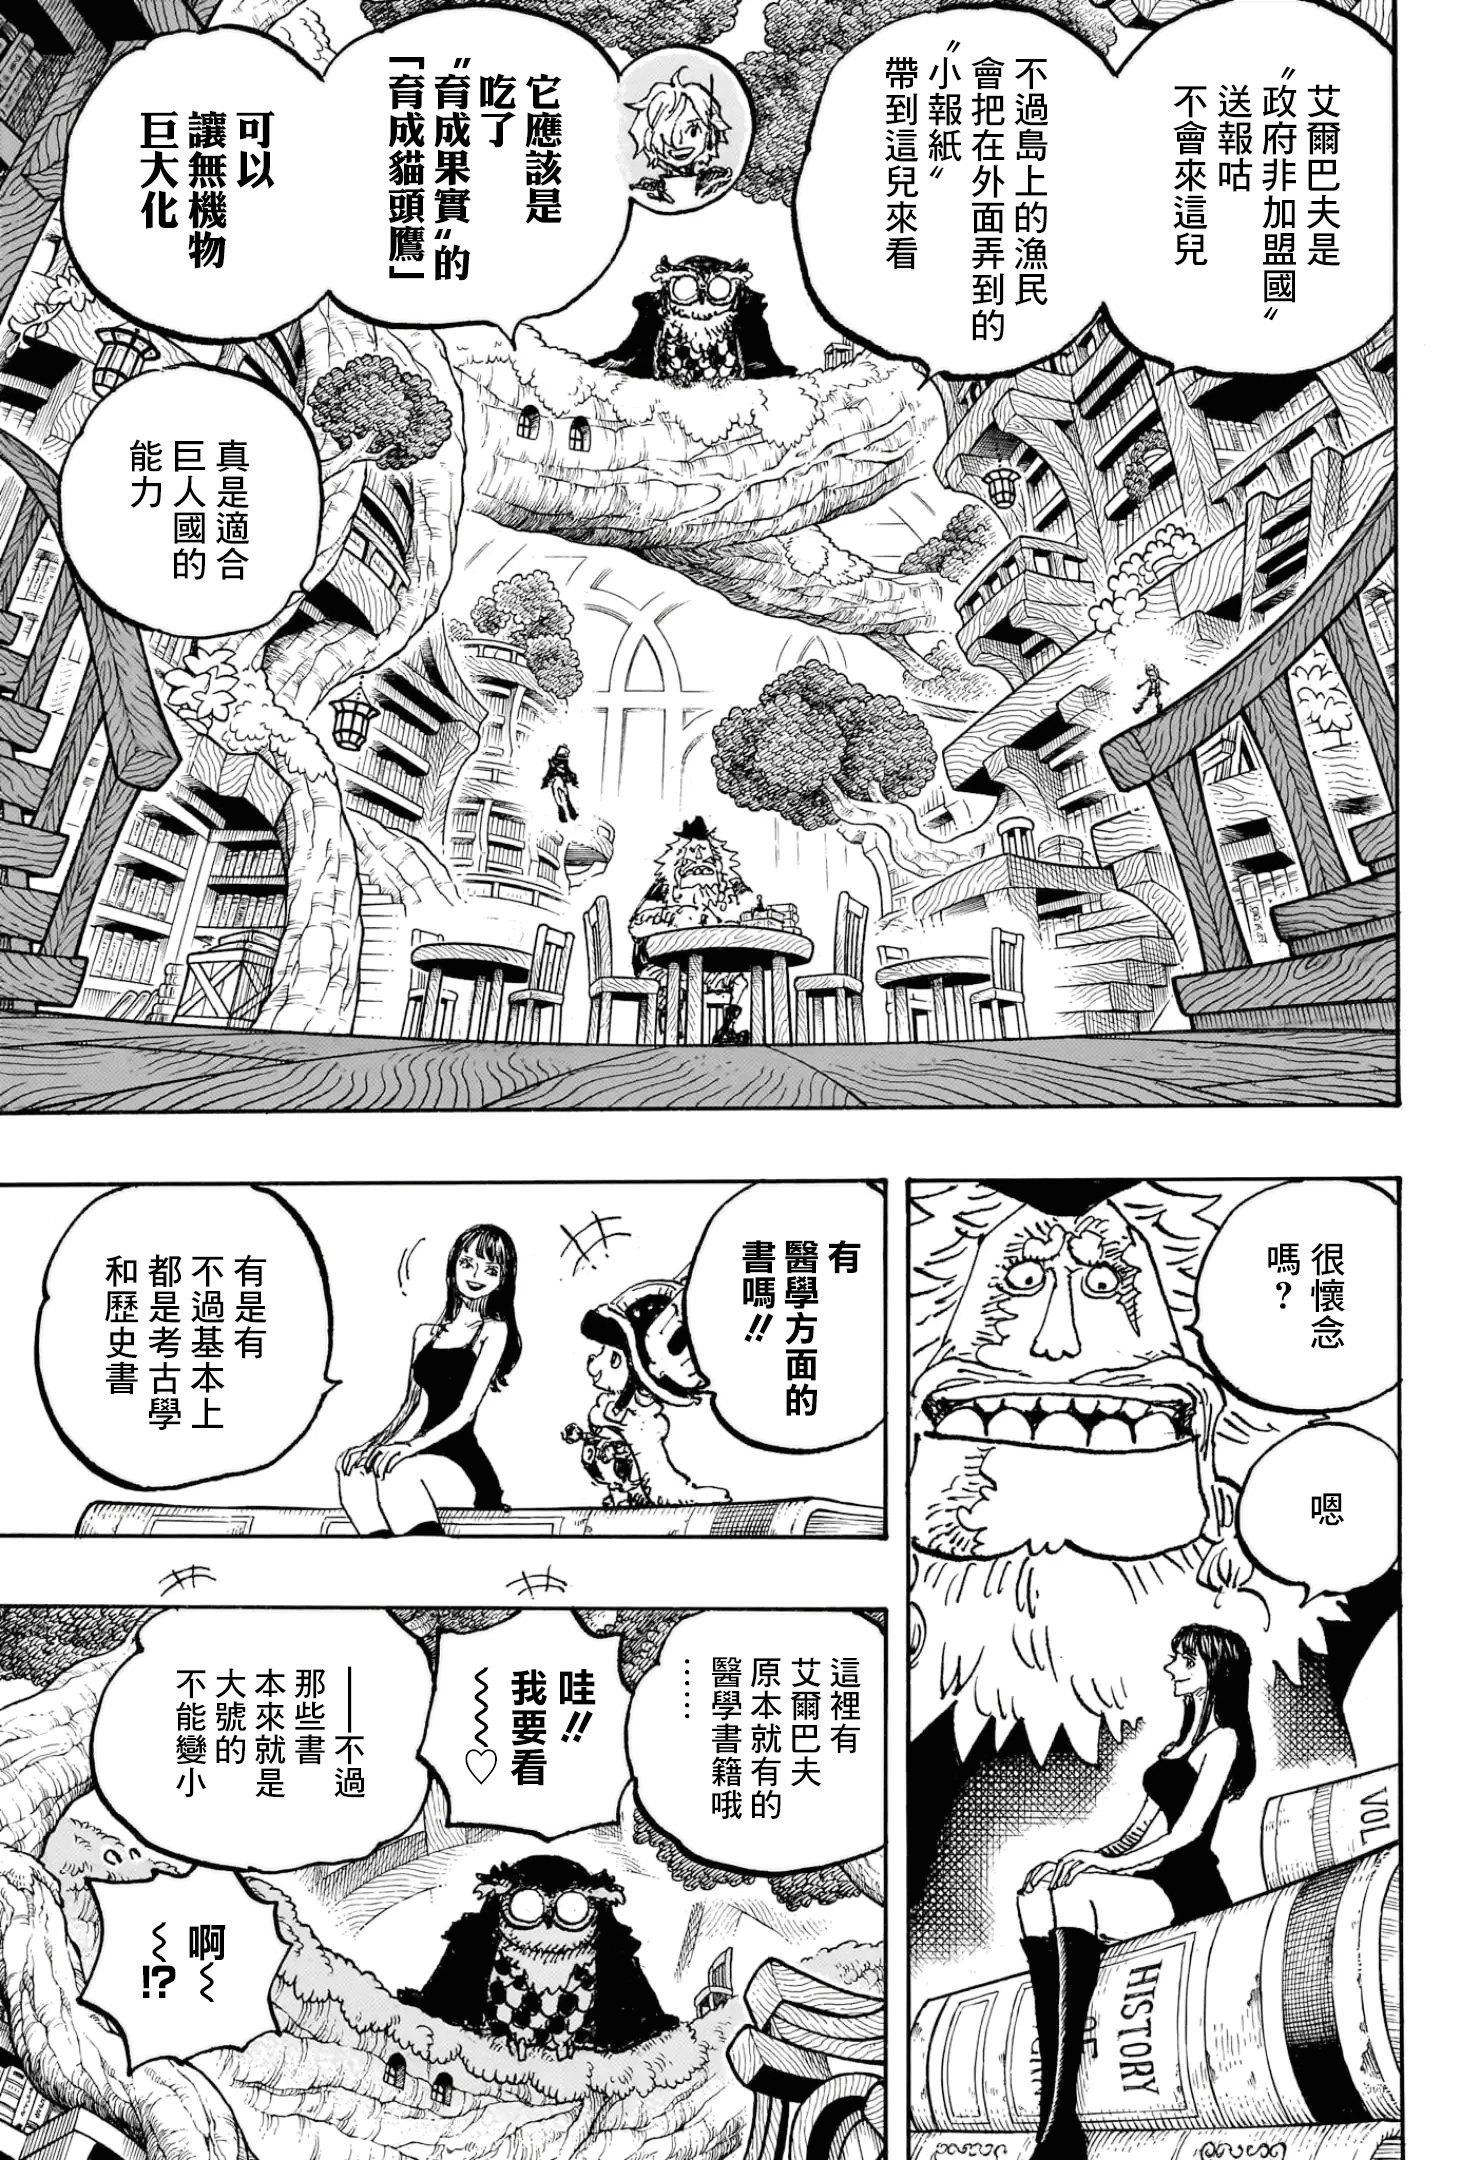 艾爾巴夫是
〝政府非加盟國〞
送報咕
不會來這兒
不過島上的漁民
會把在外面弄到的
〝小報紙〞
帶到這兒來看
它應該是
吃了
〝育成果實〞的
「育成貓頭鷹」
可以
讓無機物
巨大化
真是適合
巨人國的
能力
很懷念
嗎?
嗯
VOL
HISTORY
OF
有
醫學方面的
書嗎!!
有是有
不過基本上
都是考古學
和歷史書
這裡有
艾爾巴夫
原本就有的
醫學書籍哦
……
哇!!
我要看
～～♡
——不過
那些書
本來就是
大號的
不能變小
啊～
～!?